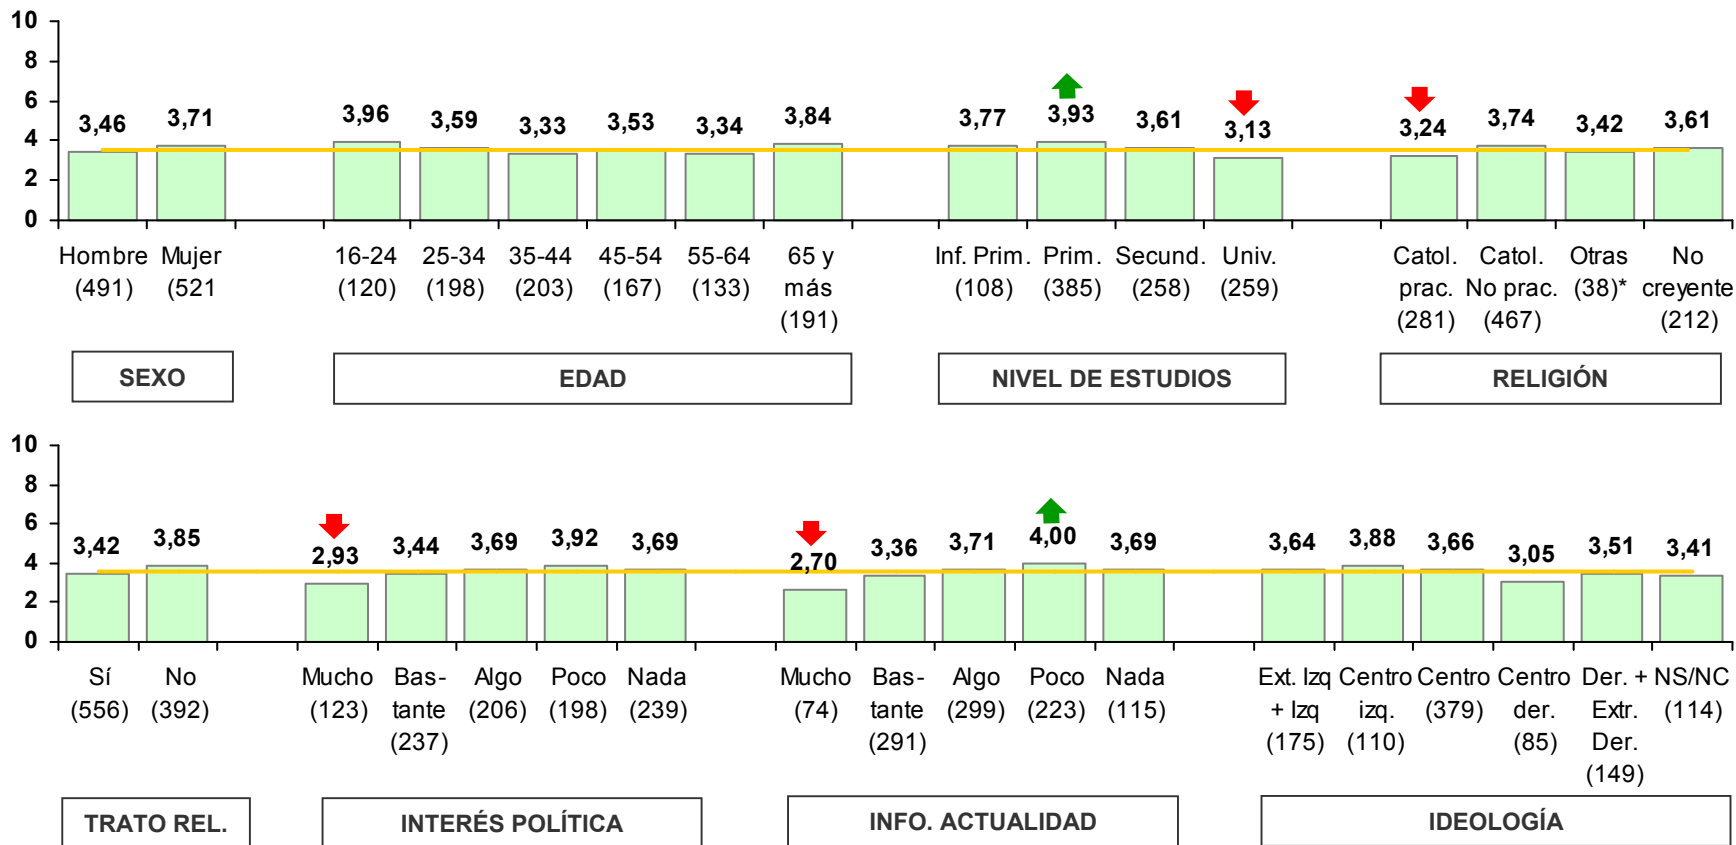 10
8
6
4
2
0
3,46 3,71 3,96 3,59 3,33 3,53 3,34 3,84 3,77 3,93 3,61 3,13 3,24 3,74 3,42 3,61
Hombre Mujer 16-24 25-34 35-44 45-54 55-64 65 y Inf. Prim. Prim. Secund. Univ. Catol. Catol. Otras No
(491) (521 (120) (198) (203) (167) (133) más (108) (385) (258) (259) prac. No prac. (38)* creyente
(191) (281) (467) (212)
SEXO EDAD NIVEL DE ESTUDIOS RELIGIÓN
10
8
6
4
2
0
3,42 3,85 2,93 3,44 3,69 3,92 3,69 2,70 3,36 3,71 4,00 3,69 3,64 3,88 3,66 3,05 3,51 3,41
Sí No Mucho Bas- Algo Poco Nada Mucho Bas- Algo Poco Nada Ext. Izq Centro Centro Centro Der. + NS/NC
(556) (392) (123) tante (206) (198) (239) (74) tante (299) (223) (115) + Izq izq. (379) der. Extr. (114)
(237) (291) (175) (110) (85) Der.
(149)
TRATO REL. INTERÉS POLÍTICA INFO. ACTUALIDAD IDEOLOGÍA